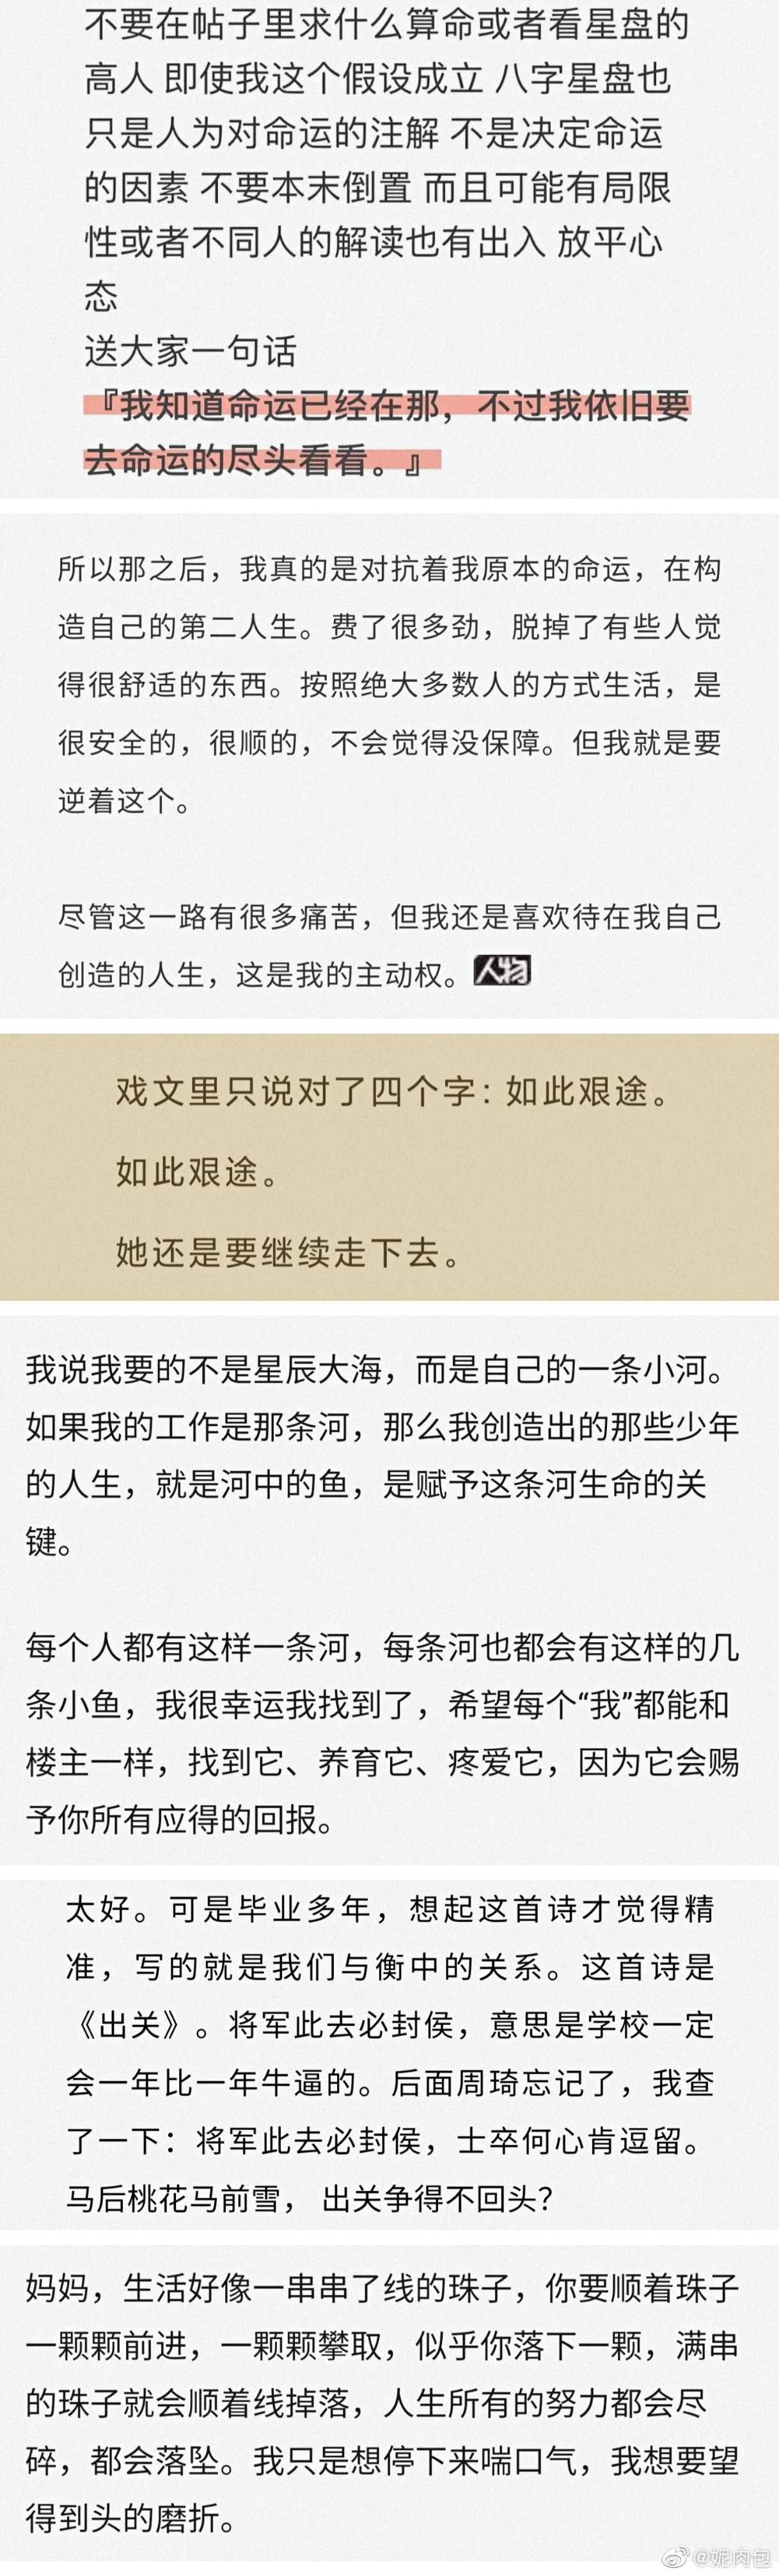 不要在帖子里求什么算命或者看星盘的
高人 即使我这个假设成立 八字星盘也
只是人为对命运的注解 不是决定命运
的因素 不要本末倒置 而且可能有局限
性或者不同人的解读也有出入 放平心
态
送大家一句话
『我知道命运已经在那，不过我依旧要
去命运的尽头看看。』
所以那之后，我真的是对抗着我原本的命运，在构
造自己的第二人生。费了很多劲，脱掉了有些人觉
得很舒适的东西。按照绝大多数人的方式生活，是
很安全的，很顺的，不会觉得没保障。但我就是要
逆着这个。
尽管这一路有很多痛苦，但我还是喜欢待在我自己
创造的人生，这是我的主动权。人物
戏文里只说对了四个字：如此艰途。
如此艰途。
她还是要继续走下去。
我说我要的不是星辰大海，而是自己的一条小河。
如果我的工作是那条河，那么我创造出的那些少年
的人生，就是河中的鱼，是赋予这条河生命的关
键。
每个人都有这样一条河，每条河也都会有这样的几
条小鱼，我很幸运我找到了，希望每个“我”都能和
楼主一样，找到它、养育它、疼爱它，因为它会赐
予你所有应得的回报。
太好。可是毕业多年，想起这首诗才觉得精
准，写的就是我们与衡中的关系。这首诗是
《出关》。将军此去必封侯，意思是学校一定
会一年比一年牛逼的。后面周琦忘记了，我查
了一下：将军此去必封侯，士卒何心肯逗留。
马后桃花马前雪， 出关争得不回头？
妈妈，生活好像一串串了线的珠子，你要顺着珠子
一颗颗前进，一颗颗攀取，似乎你落下一颗，满串
的珠子就会顺着线掉落，人生所有的努力都会尽
碎，都会落坠。我只是想停下来喘口气，我想要望
得到头的磨折。
@妮肉包